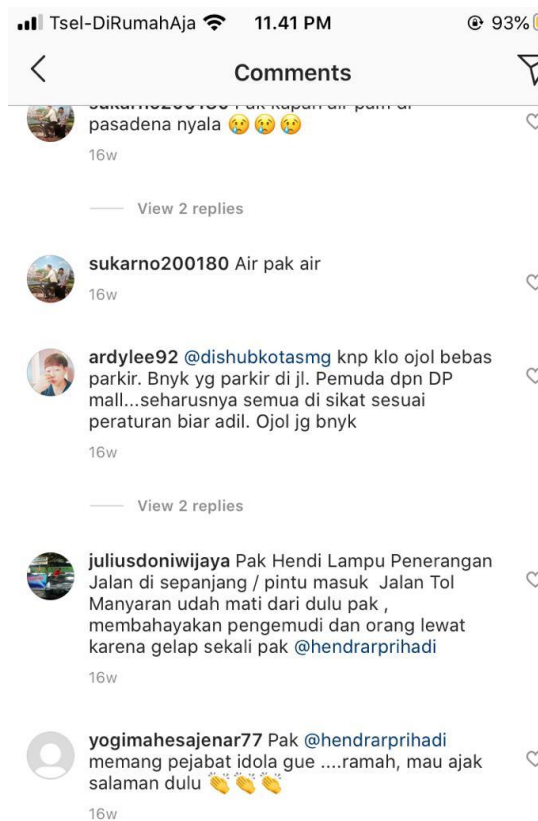 Tsel-DiRumahAja 11.41 PM 93%
Comments
pasadena nyala 😢 😢 😢
16w
View 2 replies
sukarno200180 Air pak air
16w
ardylee92 @dishubkotasmg knp klo ojol bebas
parkir. Bnyk yg parkir di jl. Pemuda dpn DP
mall...seharusnya semua di sikat sesuai
peraturan biar adil. Ojol jg bnyk
16w
View 2 replies
juliusdoniwijaya Pak Hendi Lampu Penerangan
Jalan di sepanjang / pintu masuk Jalan Tol
Manyaran udah mati dari dulu pak ,
membahayakan pengemudi dan orang lewat
karena gelap sekali pak @hendrarprihadi
16w
yogimahesajenar77 Pak @hendrarprihadi
memang pejabat idola gue ....ramah, mau ajak
salaman dulu 👏 👏 👏
16w